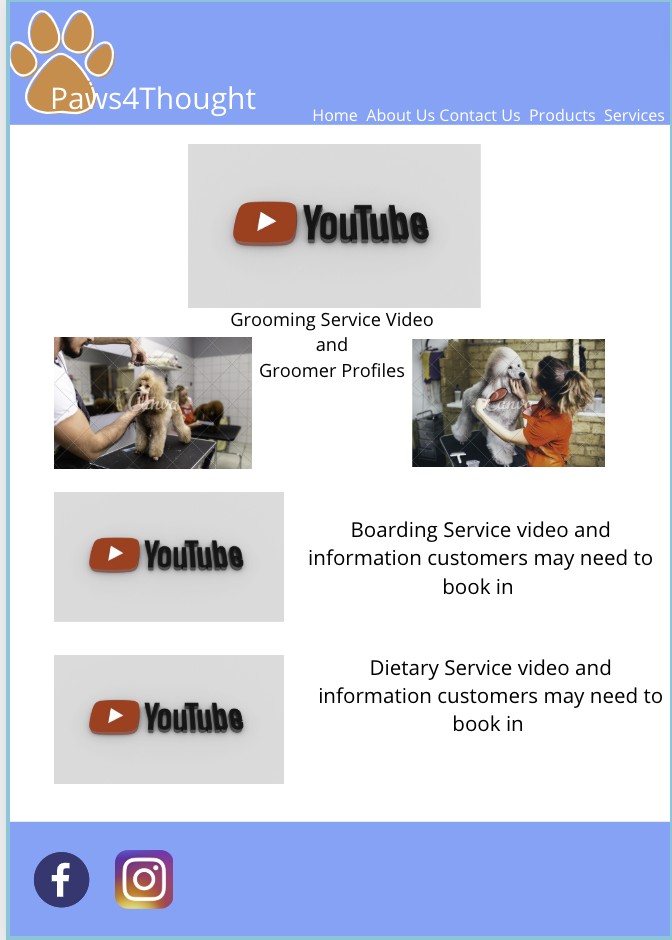 Paws4Thought
Home About Us Contact Us Products Services
YouTube
Grooming Service Video
and
Groomer Profiles
Canva
Canva
YouTube
Boarding Service video and
information customers may need to
book in
YouTube
Dietary Service video and
information customers may need to
book in